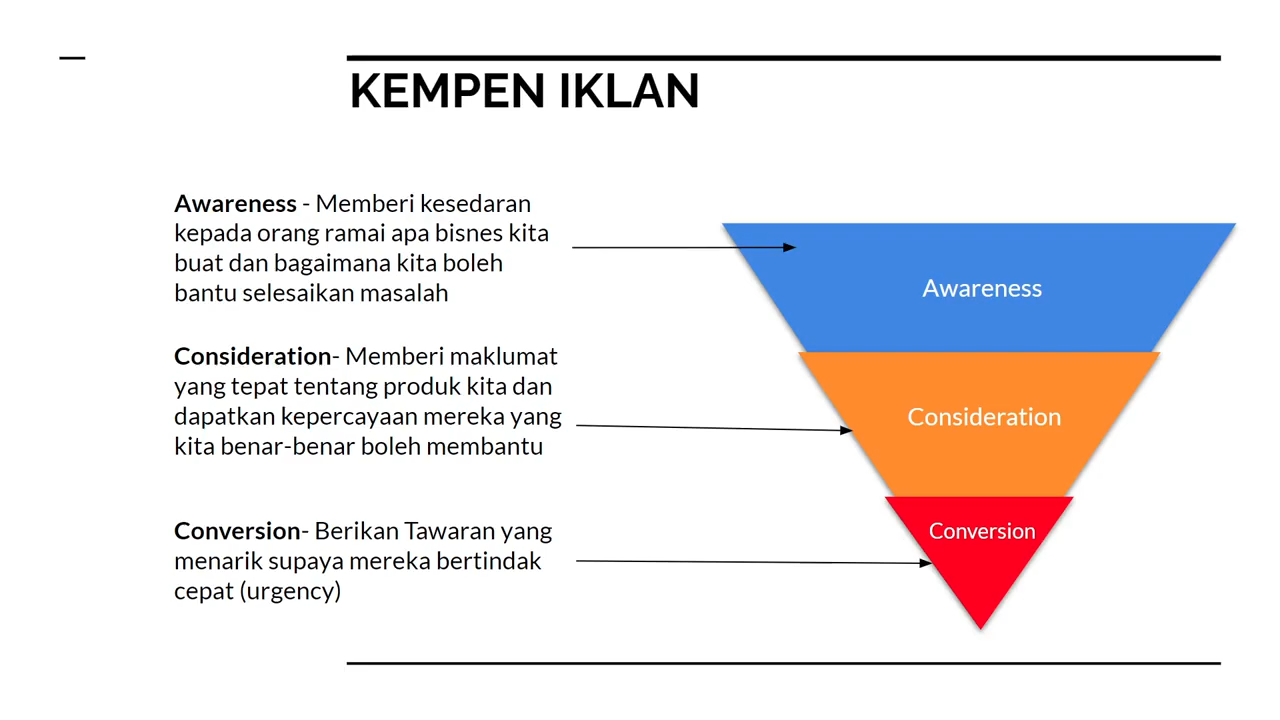 KEMPEN IKLAN
Awareness - Memberi kesedaran
kepada orang ramai apa bisnes kita
buat dan bagaimana kita boleh
bantu selesaikan masalah
Consideration- Memberi maklumat
yang tepat tentang produk kita dan
dapatkan kepercayaan mereka yang
kita benar-benar boleh membantu
Conversion- Berikan Tawaran yang
menarik supaya mereka bertindak
cepat (urgency)
Awareness
Consideration
Conversion